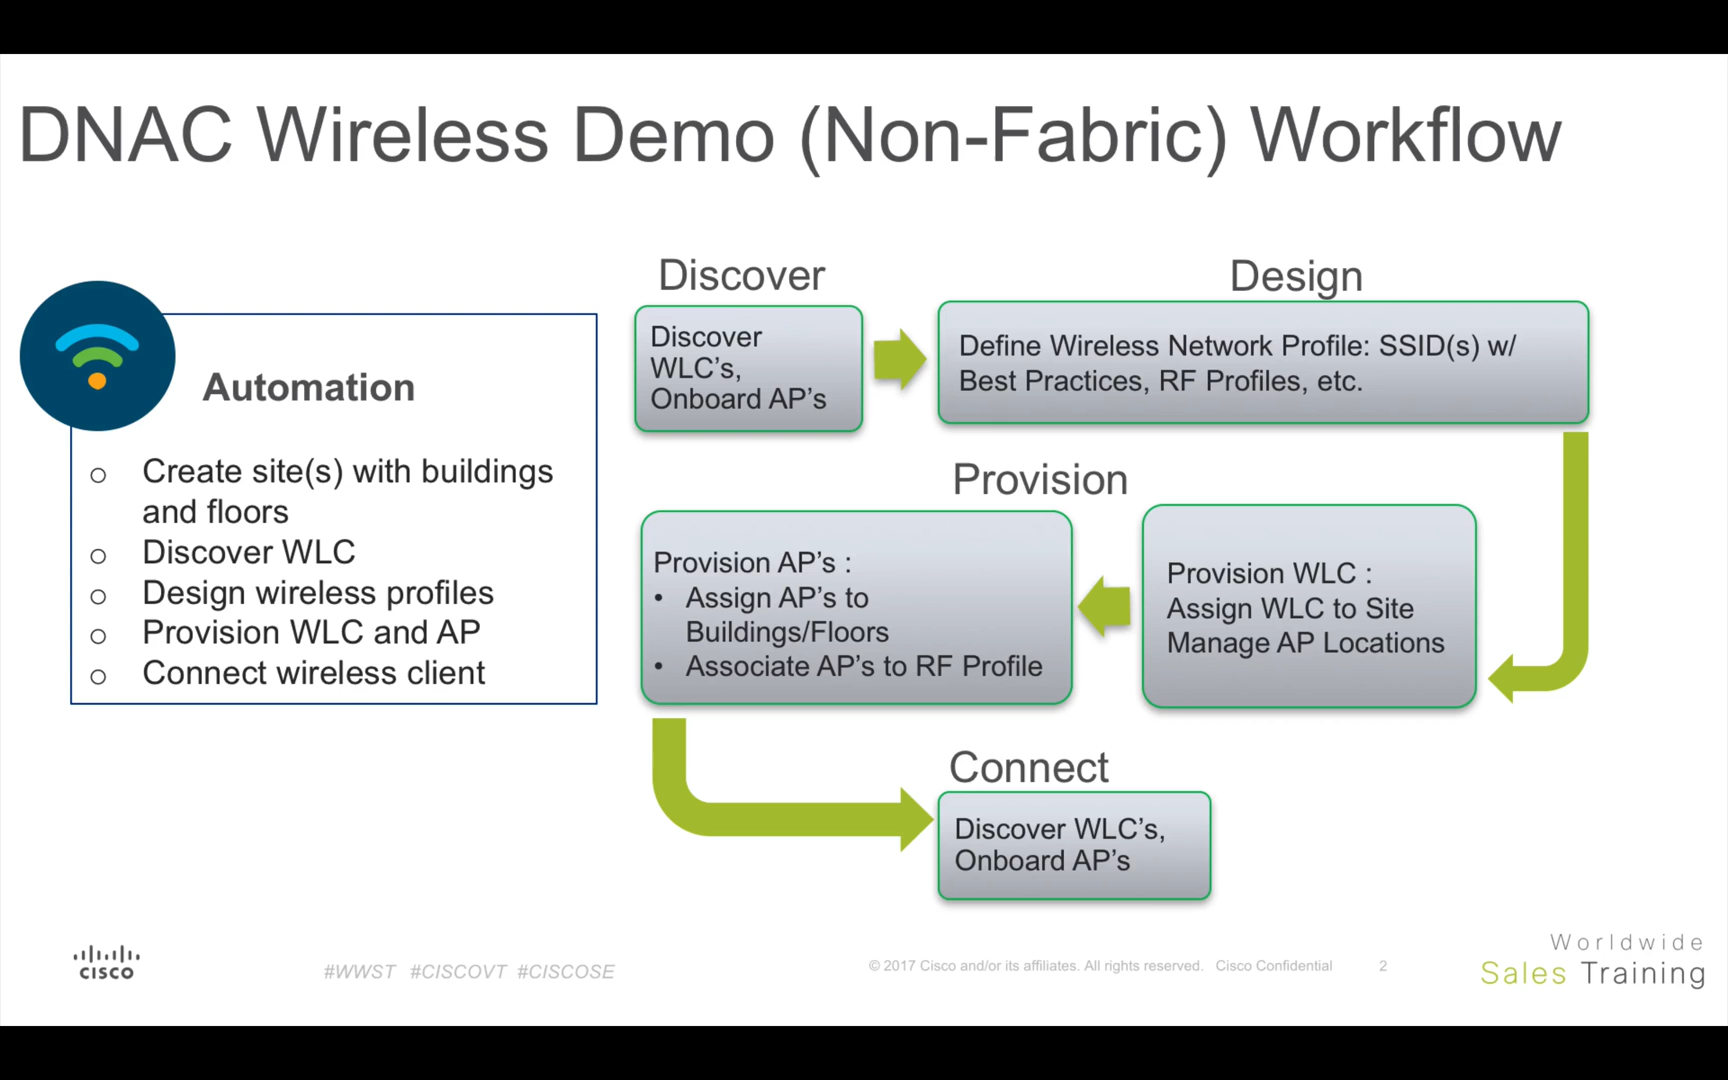 DNAC Wireless Demo (Non-Fabric) Workflow
Automation
o Create site(s) with buildings
and floors
o Discover WLC
o Design wireless profiles
o Provision WLC and AP
o Connect wireless client
Discover
Discover
WLC’s,
Onboard AP’s
Design
Define Wireless Network Profile: SSID(s) w/
Best Practices, RF Profiles, etc.
Provision
Provision WLC :
Assign WLC to Site
Manage AP Locations
Provision AP’s :
• Assign AP’s to
Buildings/Floors
• Associate AP’s to RF Profile
Connect
Discover WLC’s,
Onboard AP’s
CISCO
#WWST #CISCOVT #CISCOSE
© 2017 Cisco and/or its affiliates. All rights reserved. Cisco Confidential
2
Worldwide
Sales Training